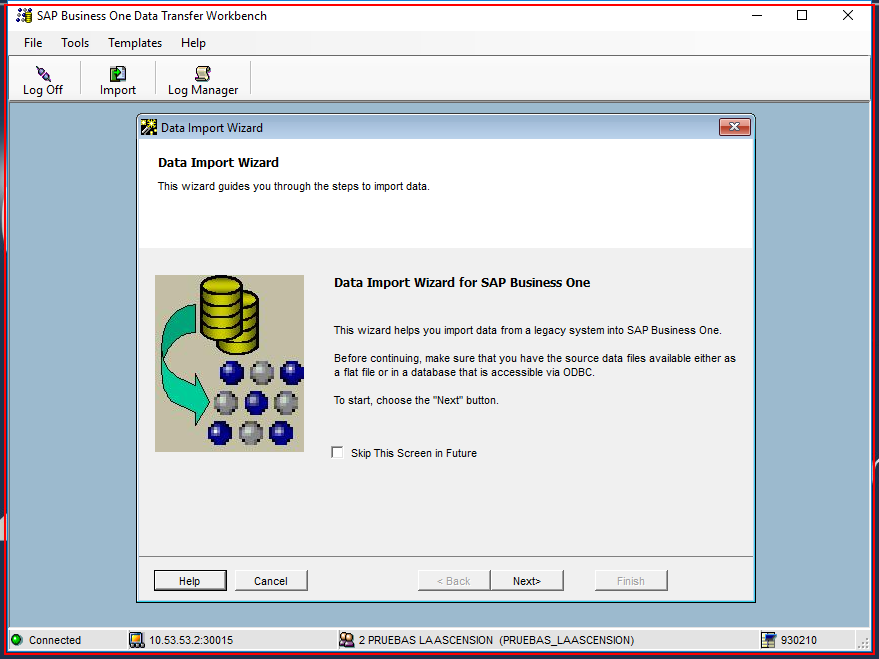 SAP Business One Data Transfer Workbench
File Tools Templates Help
Log Off Import Log Manager
Data Import Wizard
Data Import Wizard
This wizard guides you through the steps to import data.
Data Import Wizard for SAP Business One
This wizard helps you import data from a legacy system into SAP Business One.
Before continuing, make sure that you have the source data files available either as
a flat file or in a database that is accessible via ODBC.
To start, choose the "Next" button.
Skip This Screen in Future
Help Cancel < Back Next> Finish
Connected 10.53.53.2:30015 2 PRUEBAS LAASCENSION (PRUEBAS_LAASCENSION) 930210